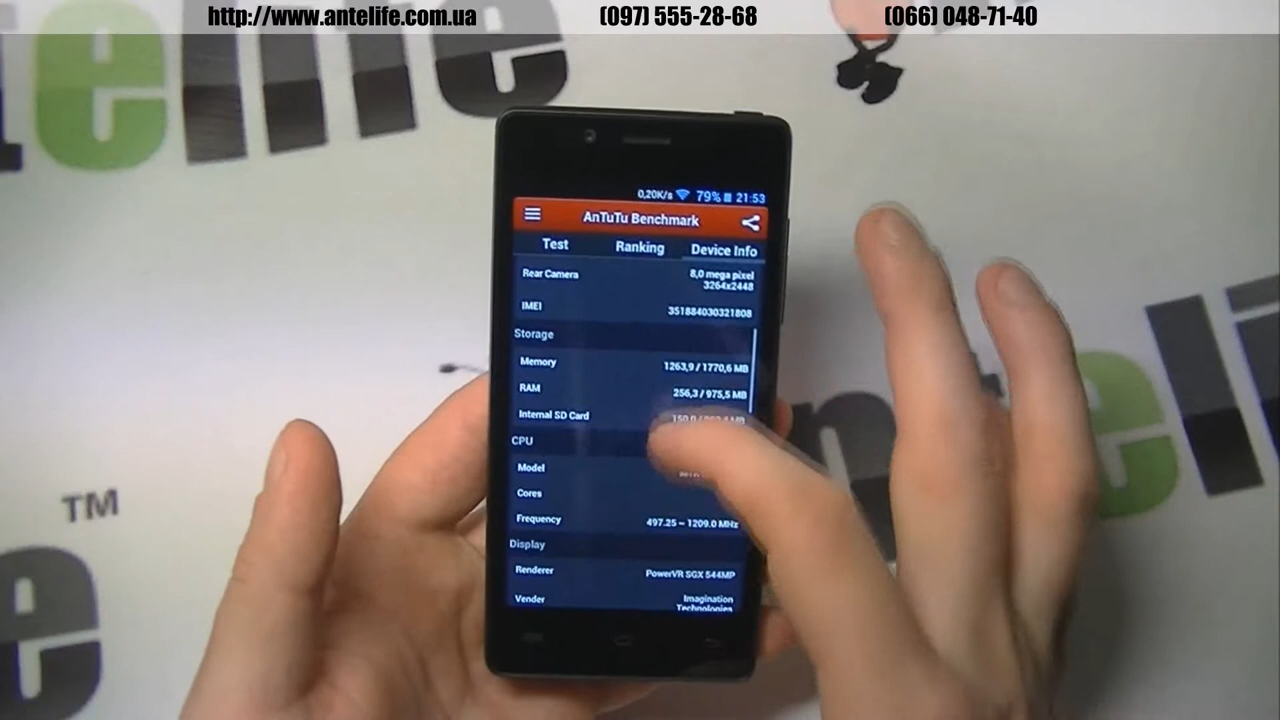 http://www.antelife.com.ua (097) 555-28-68 (066) 048-71-40
elife
0,20K/s 79% 21:53
AnTuTu Benchmark
Test Ranking Device Info
Rear Camera 8,0 mega pixel
3264x2448
IMEI 351884030321808
Storage
Memory 1263,9 / 1770,6 MB
RAM 256,3 / 975,5 MB
Internal SD Card
CPU
Model
Cores
Frequency 497.25 ~ 1209.0 MHz
Display
Renderer PowerVR SGX 544MP
Vender Imagination
Technologies
TM